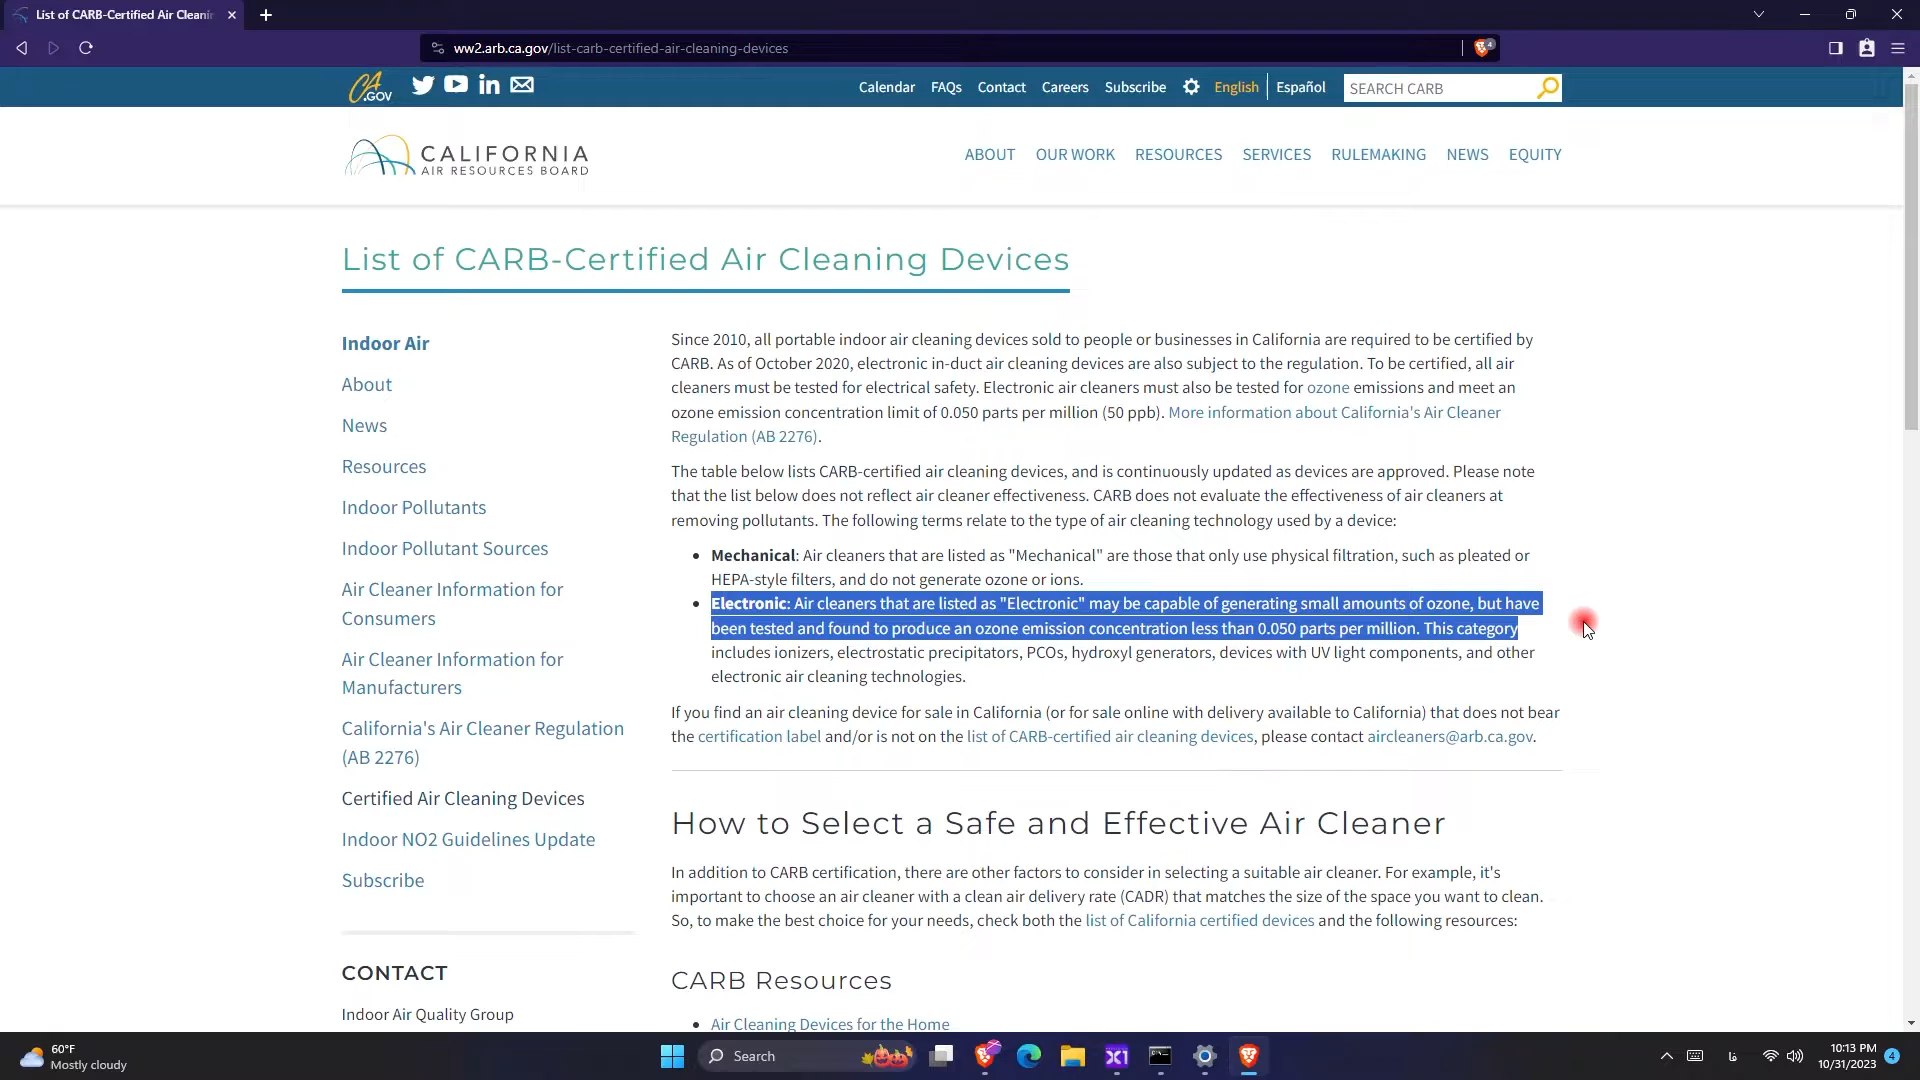 List of CARB-Certified Air Cleanin
ww2.arb.ca.gov/list-carb-certified-air-cleaning-devices
4
CA.GOV
Calendar
FAQs
Contact
Careers
Subscribe
English
Español
SEARCH CARB
CALIFORNIA
AIR RESOURCES BOARD
ABOUT
OUR WORK
RESOURCES
SERVICES
RULEMAKING
NEWS
EQUITY
List of CARB-Certified Air Cleaning Devices
Indoor Air
About
News
Resources
Indoor Pollutants
Indoor Pollutant Sources
Air Cleaner Information for
Consumers
Air Cleaner Information for
Manufacturers
California's Air Cleaner Regulation
(AB 2276)
Certified Air Cleaning Devices
Indoor NO2 Guidelines Update
Subscribe
CONTACT
Indoor Air Quality Group
Since 2010, all portable indoor air cleaning devices sold to people or businesses in California are required to be certified by
CARB. As of October 2020, electronic in-duct air cleaning devices are also subject to the regulation. To be certified, all air
cleaners must be tested for electrical safety. Electronic air cleaners must also be tested for ozone emissions and meet an
ozone emission concentration limit of 0.050 parts per million (50 ppb). More information about California's Air Cleaner
Regulation (AB 2276).
The table below lists CARB-certified air cleaning devices, and is continuously updated as devices are approved. Please note
that the list below does not reflect air cleaner effectiveness. CARB does not evaluate the effectiveness of air cleaners at
removing pollutants. The following terms relate to the type of air cleaning technology used by a device:
• Mechanical: Air cleaners that are listed as "Mechanical" are those that only use physical filtration, such as pleated or
HEPA-style filters, and do not generate ozone or ions.
• Electronic: Air cleaners that are listed as "Electronic" may be capable of generating small amounts of ozone, but have
been tested and found to produce an ozone emission concentration less than 0.050 parts per million. This category
includes ionizers, electrostatic precipitators, PCOs, hydroxyl generators, devices with UV light components, and other
electronic air cleaning technologies.
If you find an air cleaning device for sale in California (or for sale online with delivery available to California) that does not bear
the certification label and/or is not on the list of CARB-certified air cleaning devices, please contact aircleaners@arb.ca.gov.
How to Select a Safe and Effective Air Cleaner
In addition to CARB certification, there are other factors to consider in selecting a suitable air cleaner. For example, it's
important to choose an air cleaner with a clean air delivery rate (CADR) that matches the size of the space you want to clean.
So, to make the best choice for your needs, check both the list of California certified devices and the following resources:
CARB Resources
• Air Cleaning Devices for the Home
60°F
Mostly cloudy
Search
X1
فا
10:13 PM
10/31/2023
4